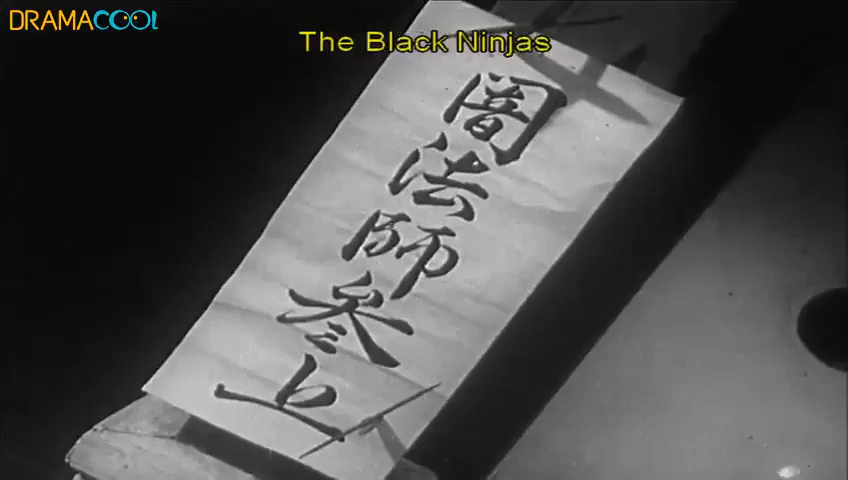 DRAMACOOL
The Black Ninjas
闇法師参上